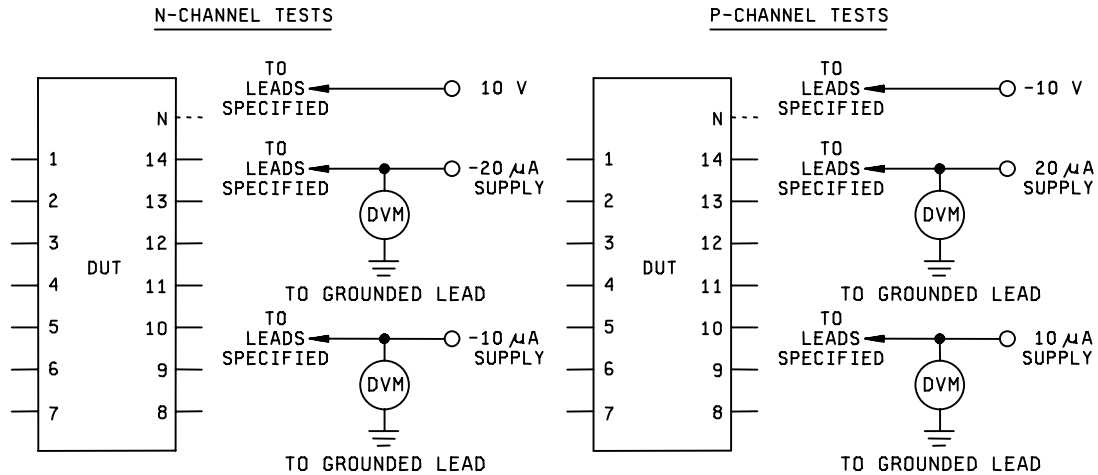 N-CHANNEL TESTS
TO
LEADS
SPECIFIED
10 V
N
1
14
TO
LEADS
SPECIFIED
-20 μA
SUPPLY
2
13
DVM
3
12
DUT
4
11
TO GROUNDED LEAD
5
10
TO
LEADS
SPECIFIED
-10 μA
SUPPLY
6
9
DVM
7
8
TO GROUNDED LEAD
P-CHANNEL TESTS
TO
LEADS
SPECIFIED
-10 V
N
1
14
TO
LEADS
SPECIFIED
20 μA
SUPPLY
2
13
DVM
3
12
DUT
4
11
TO GROUNDED LEAD
5
10
TO
LEADS
SPECIFIED
10 μA
SUPPLY
6
9
DVM
7
8
TO GROUNDED LEAD